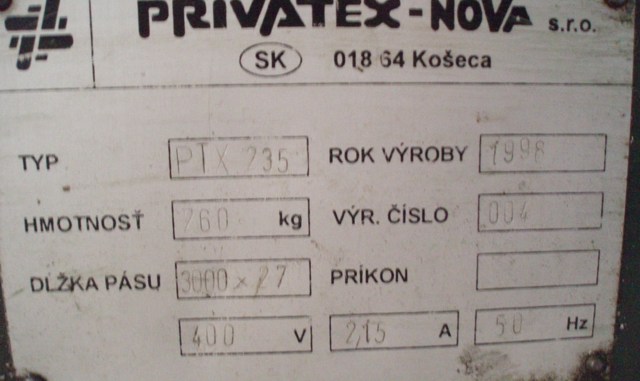 PRIVATEX-NOVA s.r.o.
SK 018 64 Košeca
TYP PTX 235 ROK VÝROBY 1998
HMOTNOSŤ 260 kg VÝR. ČÍSLO 004
DĹŽKA PÁSU 3000 x 27 PRÍKON
400 V 2,15 A 50 Hz